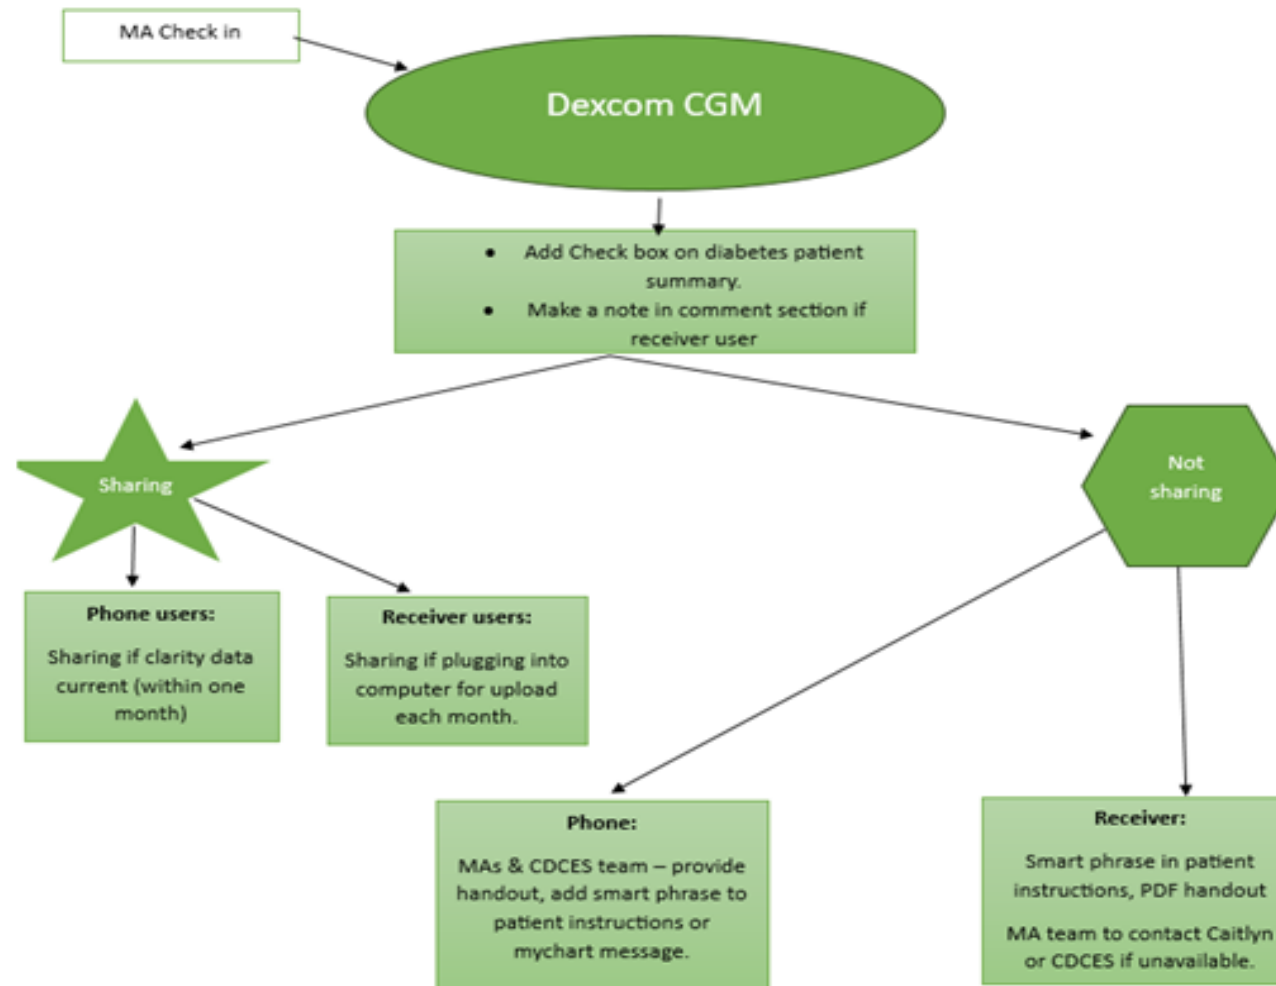 MA Check in
Dexcom CGM
• Add Check box on diabetes patient
summary.
• Make a note in comment section if
receiver user
Sharing
Not
sharing
Phone users:
Sharing if clarity data
current (within one
month)
Receiver users:
Sharing if plugging into
computer for upload
each month.
Phone:
MAs & CDCES team – provide
handout, add smart phrase to
patient instructions or
mychart message.
Receiver:
Smart phrase in patient
instructions, PDF handout
MA team to contact Caitlyn
or CDCES if unavailable.